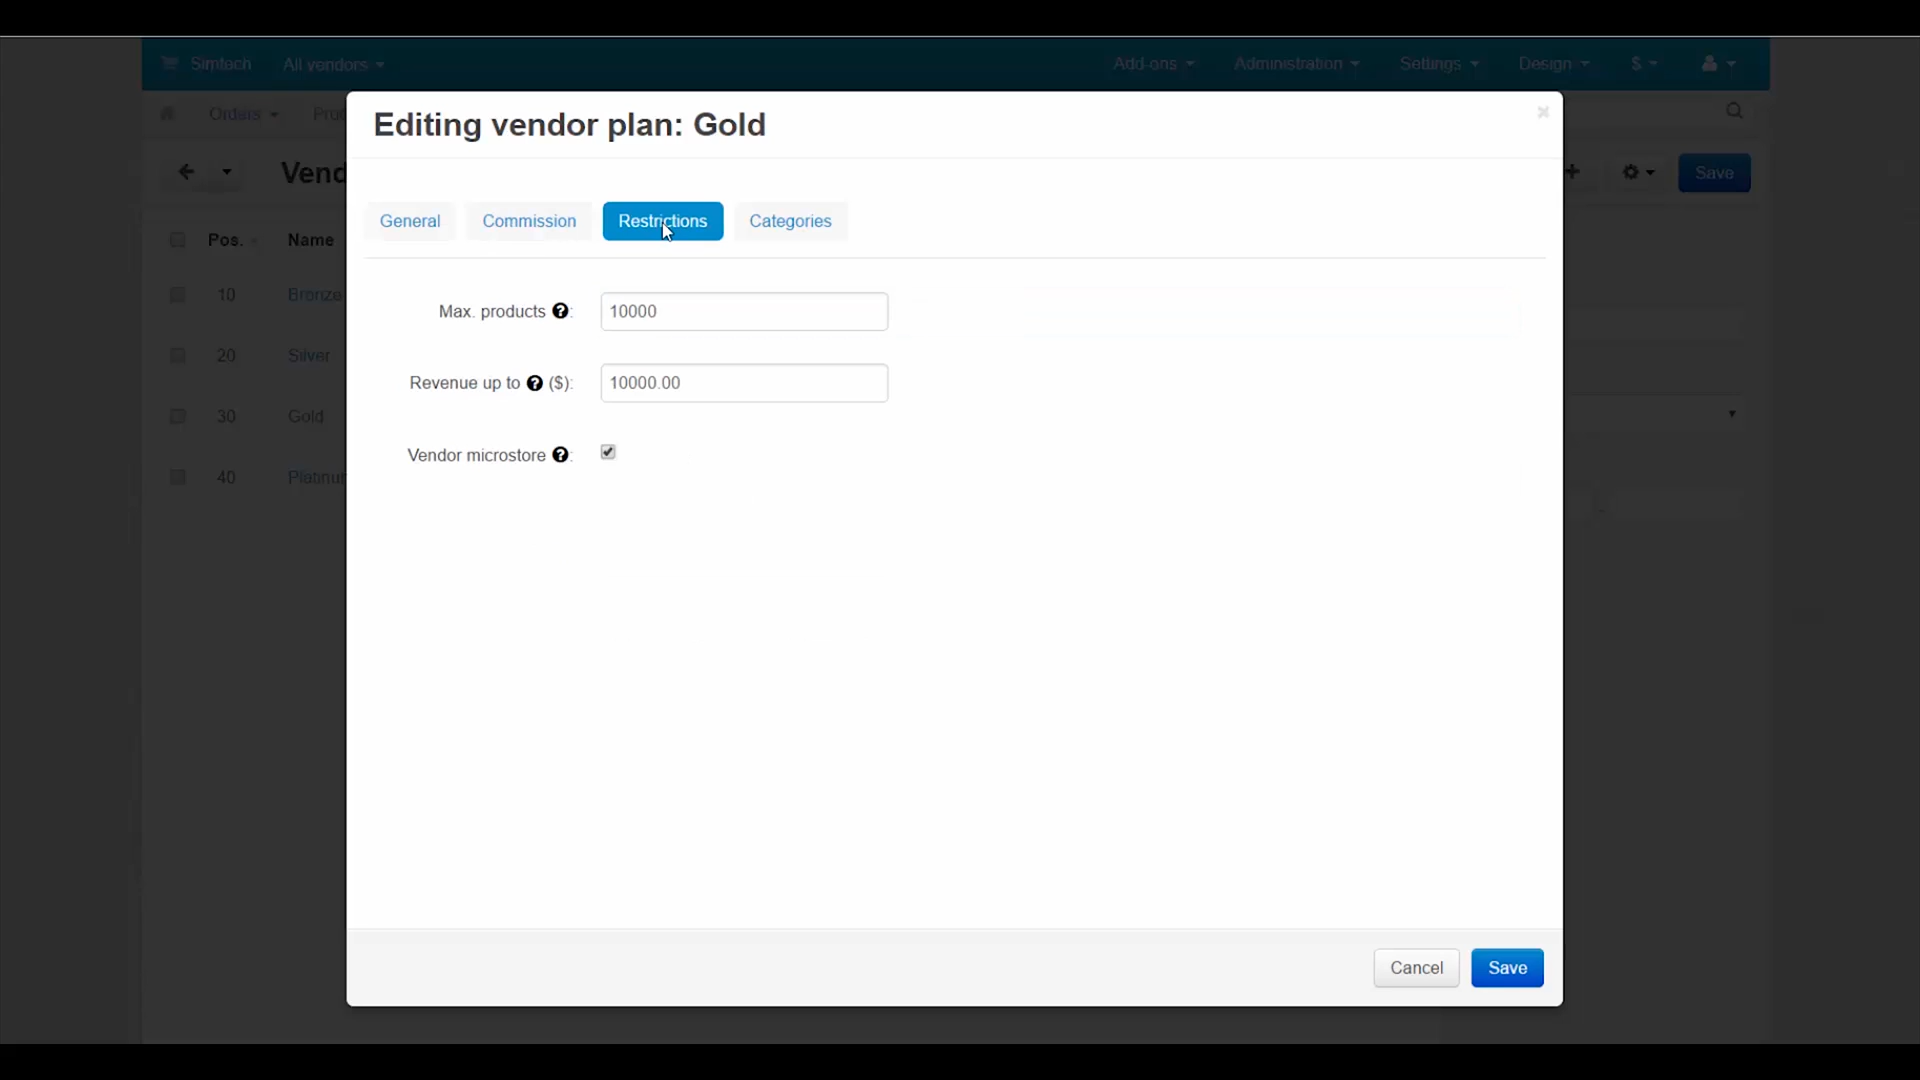 Simtech All vendors Add-ons Administration Settings Design $
Orders
Editing vendor plan: Gold ×
Vend Save
General Commission Restrictions Categories
Pos. Name
10 Bronze
20 Silver
30 Gold
40 Platinum
Max. products ?:
10000
Revenue up to ? ($):
10000.00
Vendor microstore ?:
Cancel Save